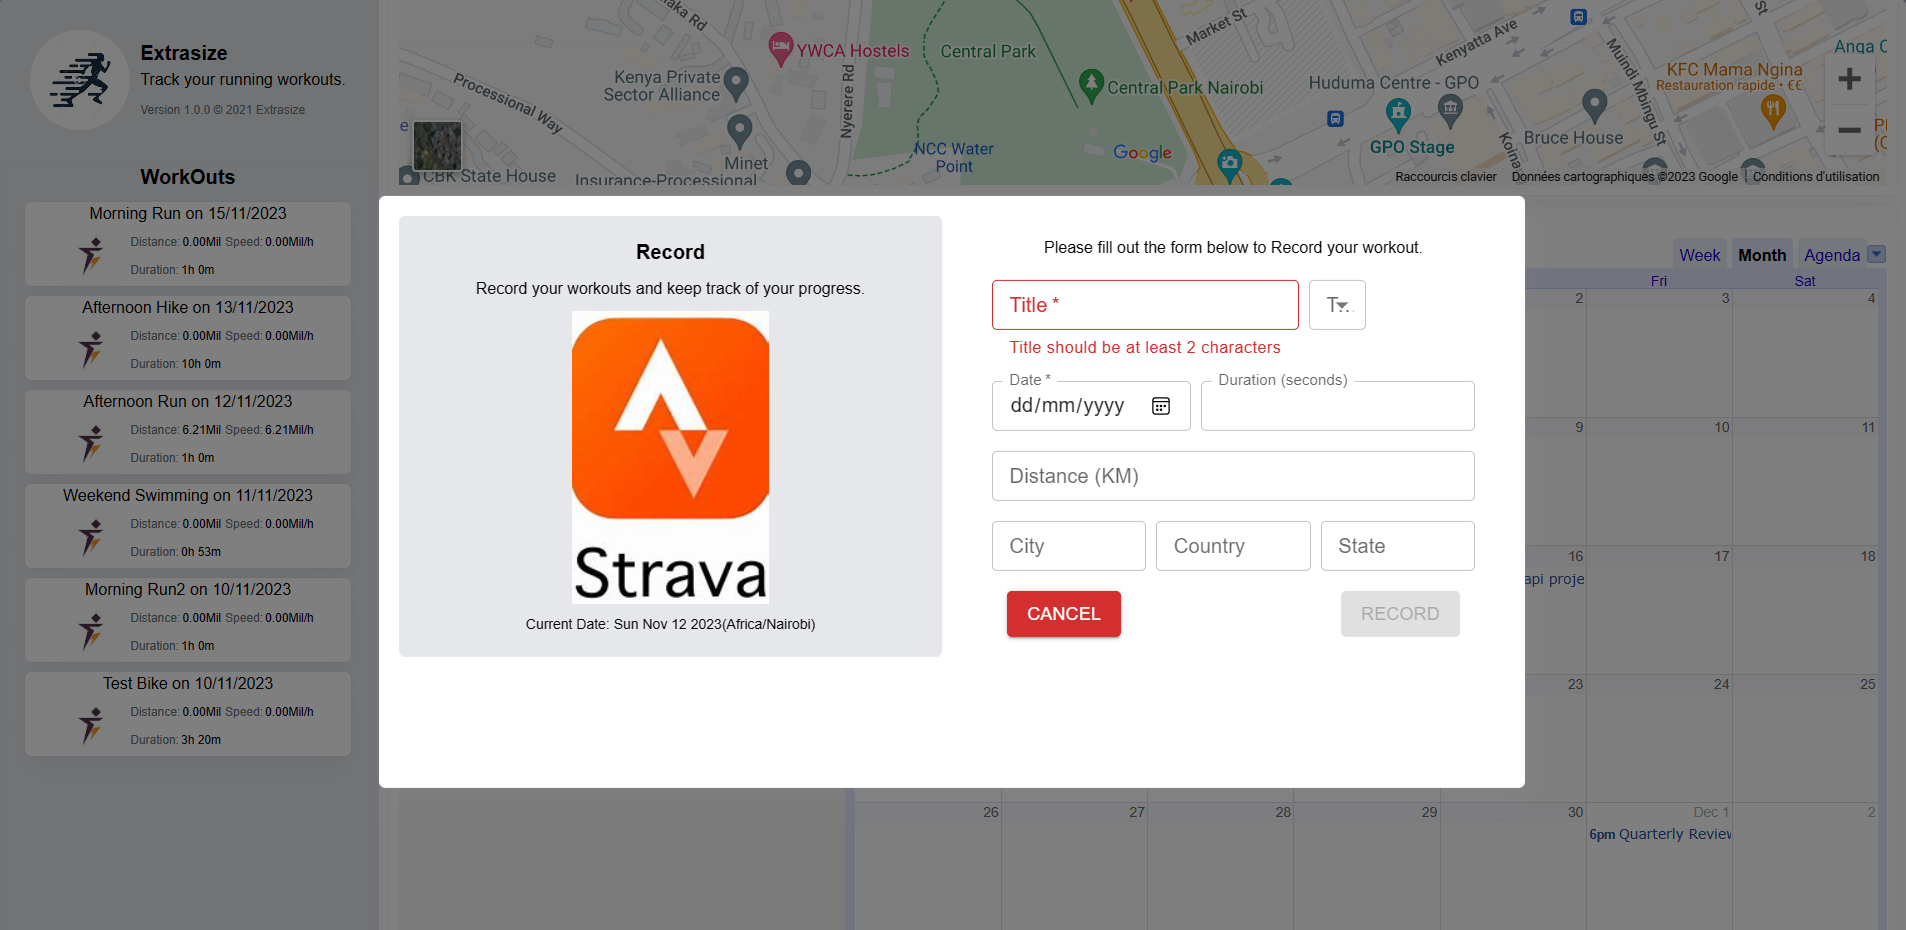 Extrasize
Track your running workouts.
Version 1.0.0 © 2021 Extrasize
WorkOuts
Morning Run on 15/11/2023
Distance: 0.00Mil Speed: 0.00Mil/h
Duration: 1h 0m
Afternoon Hike on 13/11/2023
Distance: 0.00Mil Speed: 0.00Mil/h
Duration: 10h 0m
Afternoon Run on 12/11/2023
Distance: 6.21Mil Speed: 6.21Mil/h
Duration: 1h 0m
Weekend Swimming on 11/11/2023
Distance: 0.00Mil Speed: 0.00Mil/h
Duration: 0h 53m
Morning Run2 on 10/11/2023
Distance: 0.00Mil Speed: 0.00Mil/h
Duration: 1h 0m
Test Bike on 10/11/2023
Distance: 0.00Mil Speed: 0.00Mil/h
Duration: 3h 20m
YWCA Hostels
Central Park
Market St
Kenyatta Ave
St
Anga C
Kenya Private
Sector Alliance
Processional Way
Nyerere Rd
Central Park Nairobi
Huduma Centre - GPO
Muindi Mbingu St
KFC Mama Ngina
Restauration rapide • €€
NCC Water
Point
Minet
Google
GPO Stage
Koina
Bruce House
CBK State House
Insurance-Processional
Raccourcis clavier
Données cartographiques ©2023 Google
Conditions d'utilisation
Record
Record your workouts and keep track of your progress.
Strava
Current Date: Sun Nov 12 2023(Africa/Nairobi)
Please fill out the form below to Record your workout.
Title *
T...
Title should be at least 2 characters
Date *
dd/mm/yyyy
Duration (seconds)
Distance (KM)
City
Country
State
CANCEL
RECORD
Week
Month
Agenda
Fri
Sat
2
3
4
9
10
11
16
17
18
api proje
23
24
25
26
27
28
29
30
Dec 1
2
6pm Quarterly Review